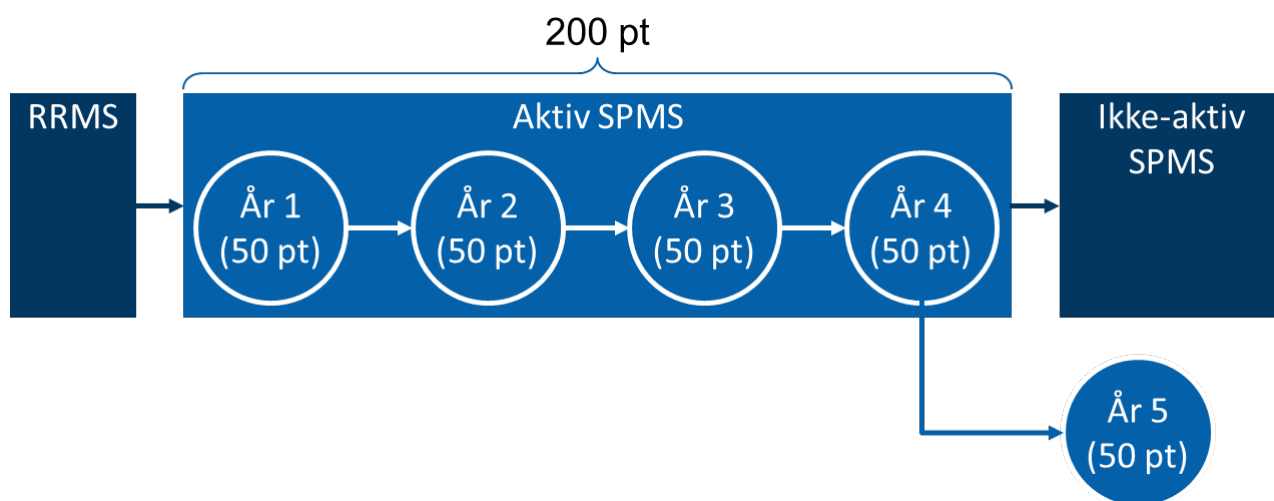 200 pt
RRMS
Aktiv SPMS
Ikke-aktiv
SPMS
År 1
(50 pt)
År 2
(50 pt)
År 3
(50 pt)
År 4
(50 pt)
År 5
(50 pt)